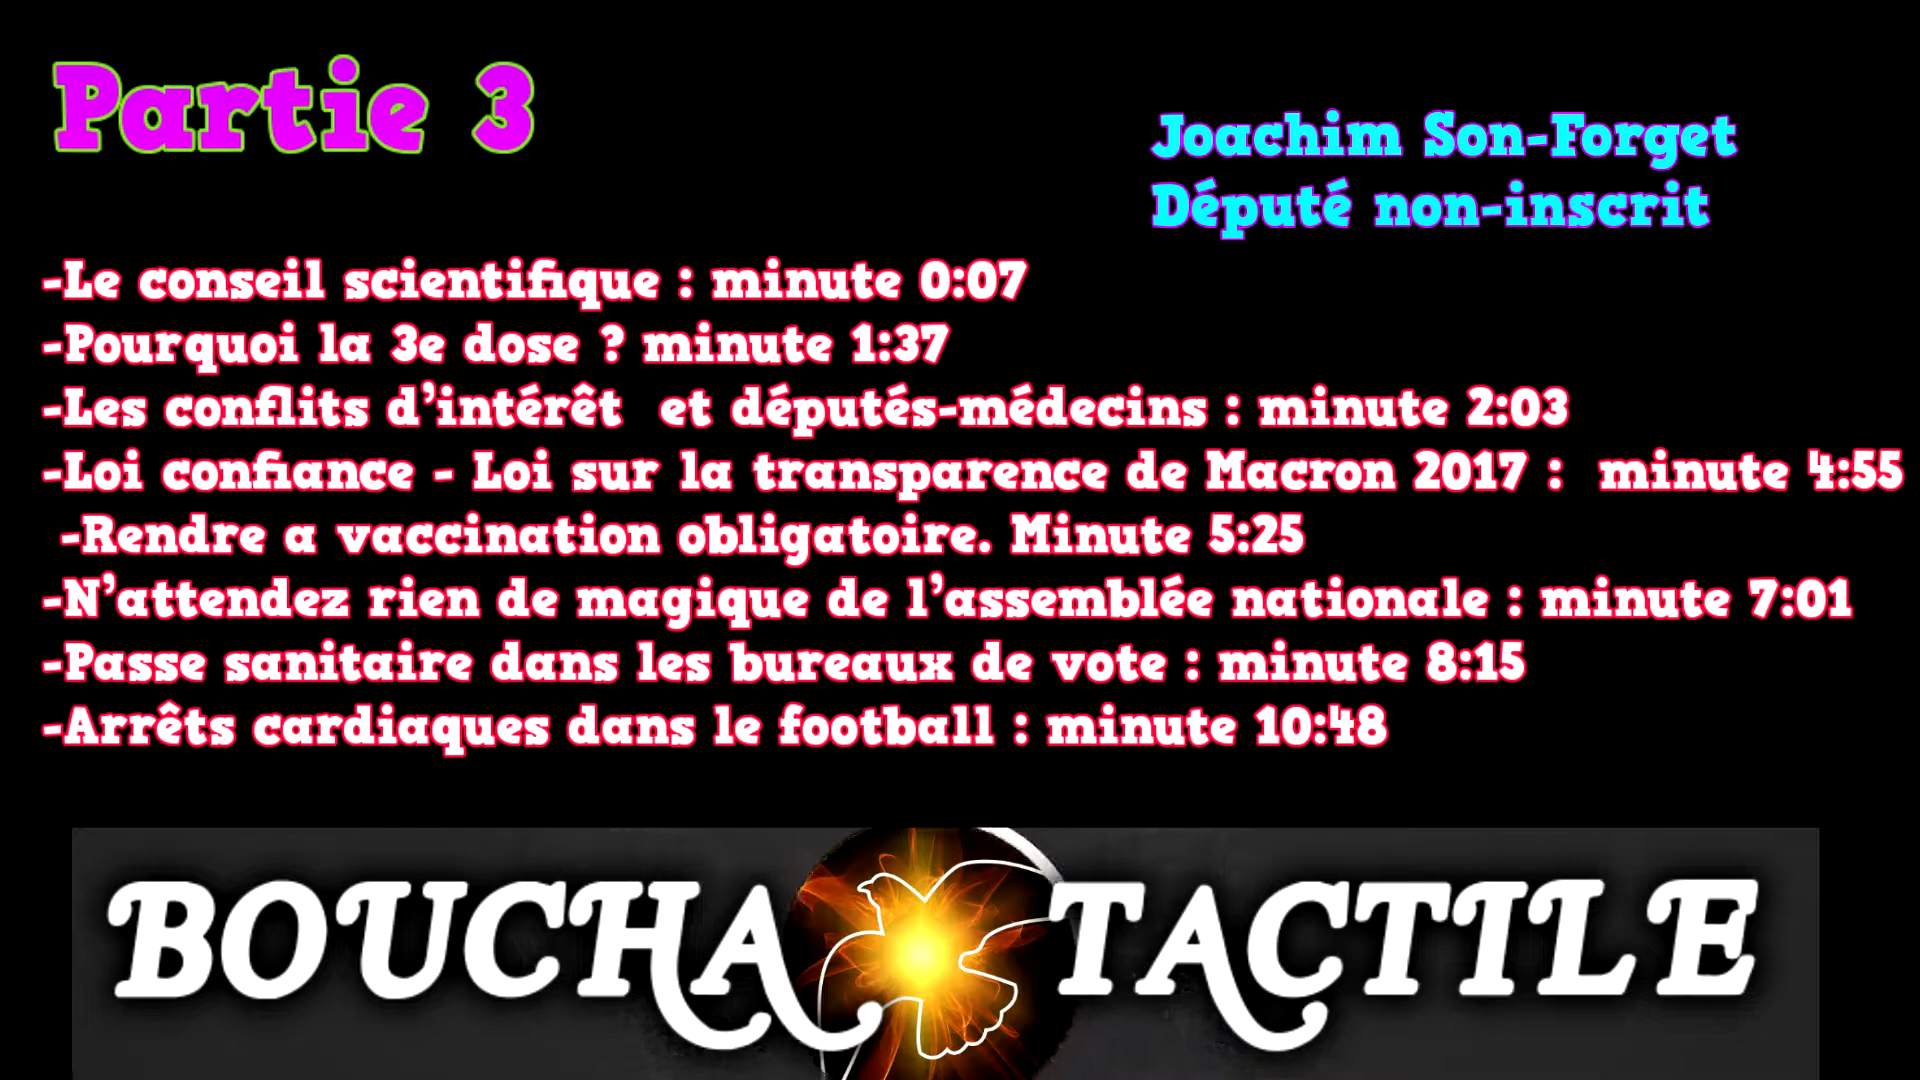 Partie 3
Joachim Son-Forget
Député non-inscrit
-Le conseil scientifique : minute 0:07
-Pourquoi la 3e dose ? minute 1:37
-Les conflits d’intérêt  et députés-médecins : minute 2:03
-Loi confiance - Loi sur la transparence de Macron 2017 :  minute 4:55
-Rendre a vaccination obligatoire. Minute 5:25
-N’attendez rien de magique de l’assemblée nationale : minute 7:01
-Passe sanitaire dans les bureaux de vote : minute 8:15
-Arrêts cardiaques dans le football : minute 10:48
BOUCHA TACTILE